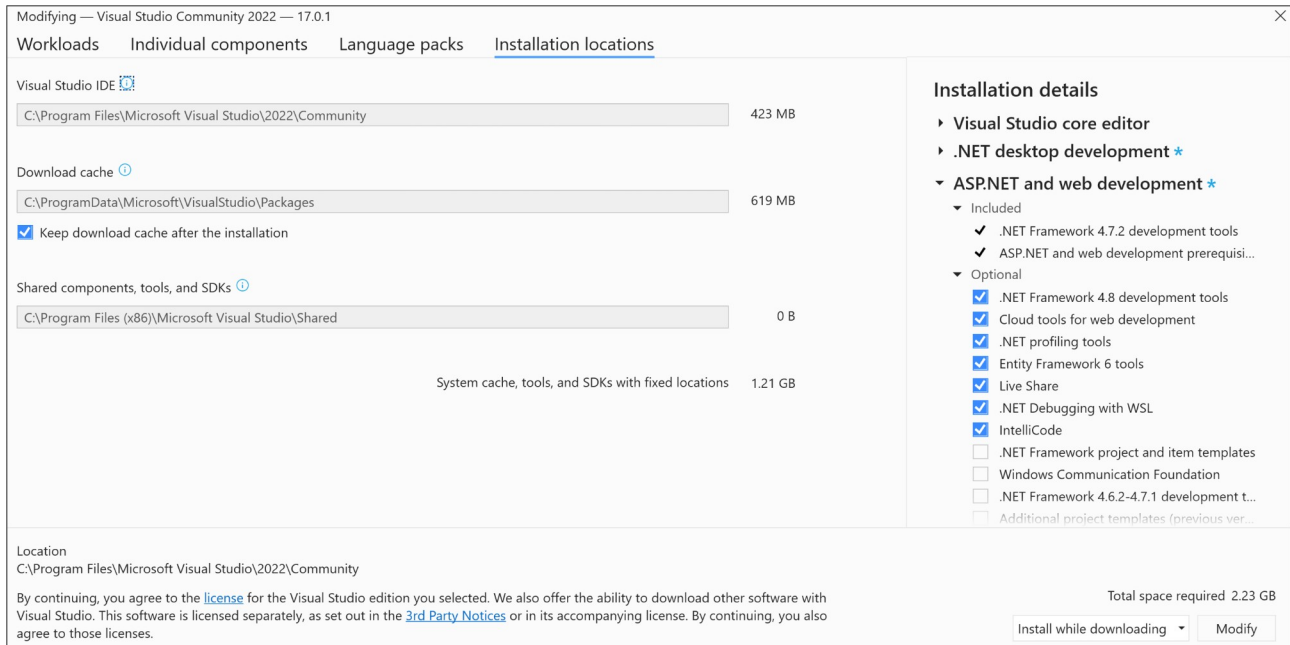 Modifying — Visual Studio Community 2022 — 17.0.1
Workloads Individual components Language packs Installation locations
Visual Studio IDE
C:\Program Files\Microsoft Visual Studio\2022\Community 423 MB
Download cache
C:\ProgramData\Microsoft\VisualStudio\Packages 619 MB
Keep download cache after the installation
Shared components, tools, and SDKs
C:\Program Files (x86)\Microsoft Visual Studio\Shared 0 B
System cache, tools, and SDKs with fixed locations 1.21 GB
Installation details
Visual Studio core editor
.NET desktop development *
ASP.NET and web development *
Included
.NET Framework 4.7.2 development tools
ASP.NET and web development prerequisi...
Optional
.NET Framework 4.8 development tools
Cloud tools for web development
.NET profiling tools
Entity Framework 6 tools
Live Share
.NET Debugging with WSL
IntelliCode
.NET Framework project and item templates
Windows Communication Foundation
.NET Framework 4.6.2-4.7.1 development t...
Additional project templates (previous ver...
Location
C:\Program Files\Microsoft Visual Studio\2022\Community
By continuing, you agree to the license for the Visual Studio edition you selected. We also offer the ability to download other software with
Visual Studio. This software is licensed separately, as set out in the 3rd Party Notices or in its accompanying license. By continuing, you also
agree to those licenses.
Total space required 2.23 GB
Install while downloading Modify